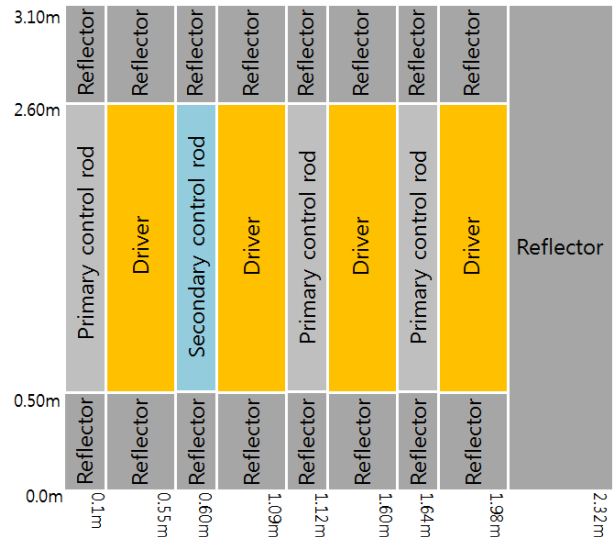 3.10m
Reflector
Reflector
Reflector
Reflector
Reflector
Reflector
Reflector
Reflector
2.60m
Primary control rod
Driver
Secondary control rod
Driver
Primary control rod
Driver
Primary control rod
Driver
Reflector
0.50m
Reflector
Reflector
Reflector
Reflector
Reflector
Reflector
Reflector
Reflector
0.0m
0.1m
0.55m
0.60m
1.09m
1.12m
1.60m
1.64m
1.98m
2.32m